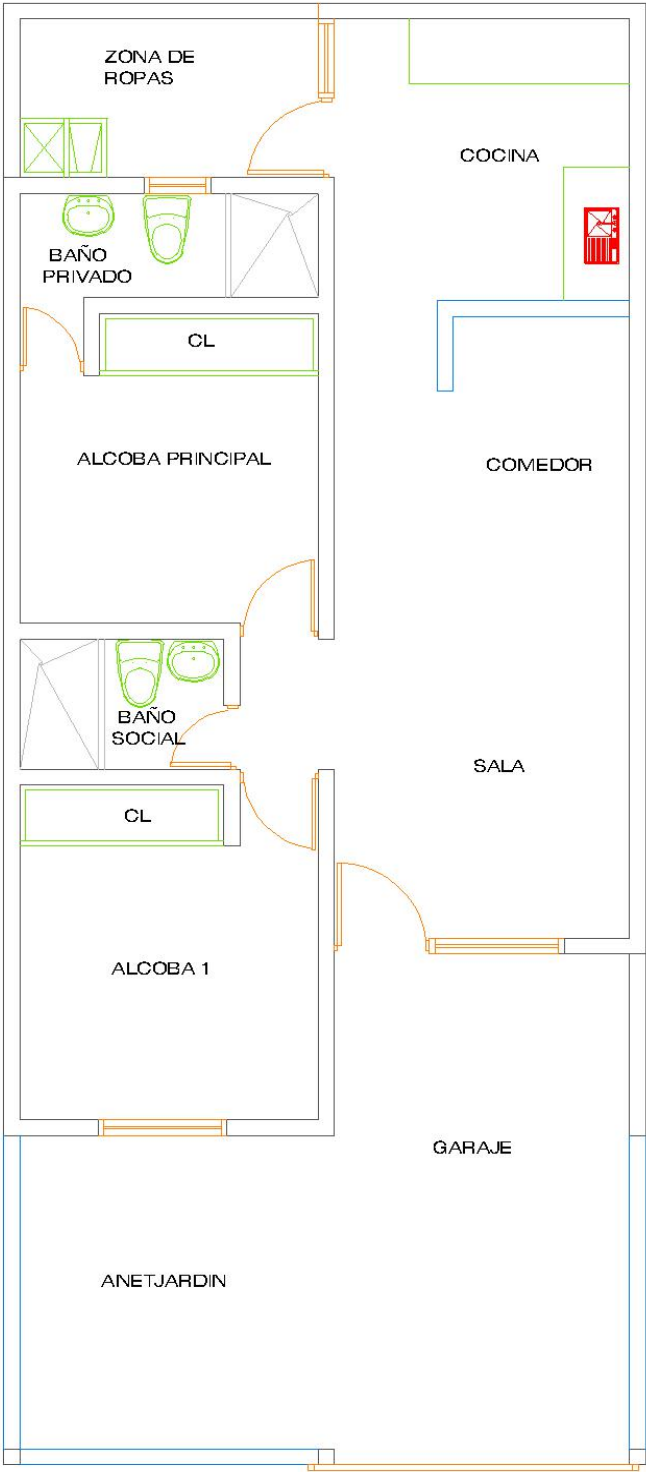 ZONA DE
ROPAS
COCINA
BAÑO
PRIVADO
CL
ALCOBA PRINCIPAL
COMEDOR
BAÑO
SOCIAL
SALA
CL
ALCOBA 1
GARAJE
ANETJARDIN